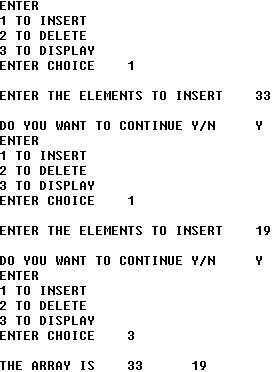 ENTER
1 TO INSERT
2 TO DELETE
3 TO DISPLAY
ENTER CHOICE    1
ENTER THE ELEMENTS TO INSERT    33
DO YOU WANT TO CONTINUE Y/N     Y
ENTER
1 TO INSERT
2 TO DELETE
3 TO DISPLAY
ENTER CHOICE    1
ENTER THE ELEMENTS TO INSERT    19
DO YOU WANT TO CONTINUE Y/N     Y
ENTER
1 TO INSERT
2 TO DELETE
3 TO DISPLAY
ENTER CHOICE    3
THE ARRAY IS    33      19